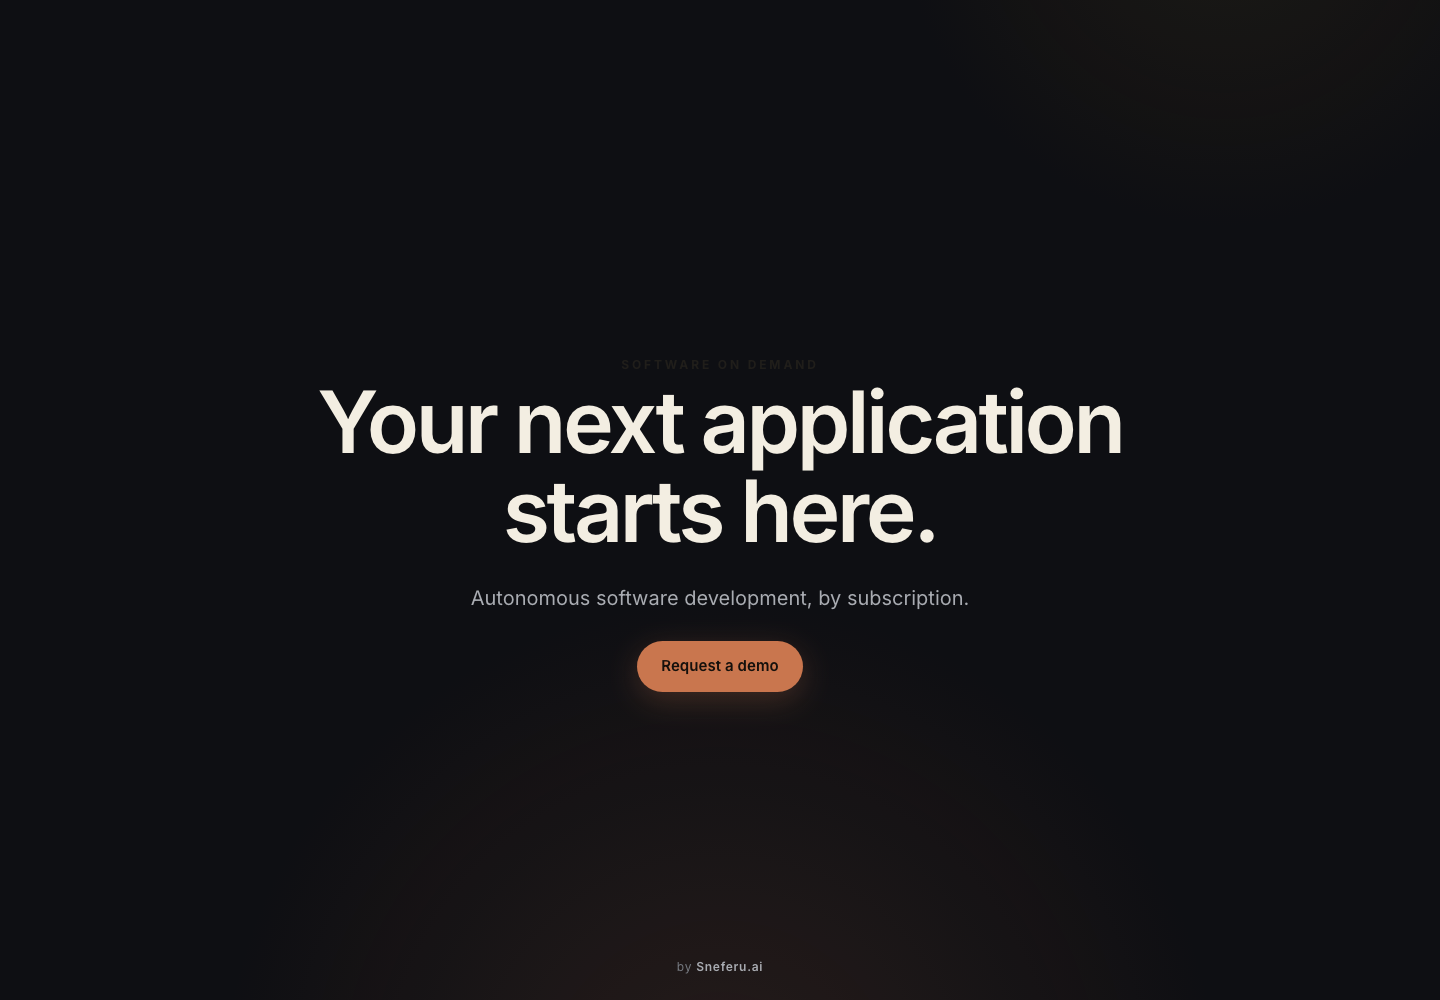 SOFTWARE ON DEMAND
Your next application
starts here.
Autonomous software development, by subscription.
Request a demo
by Sneferu.ai